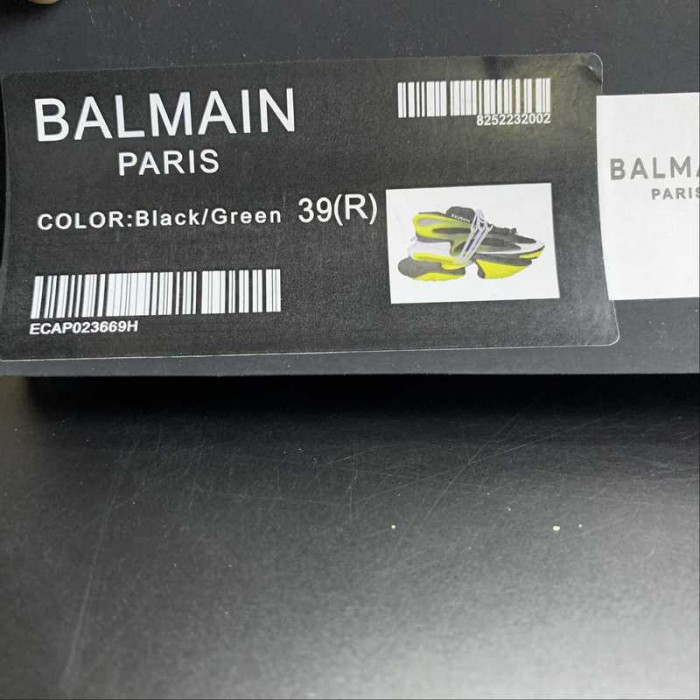 BALMAIN
PARIS
8252232002
COLOR:Black/Green 39(R)
ECAP023669H
BALMA
PARIS